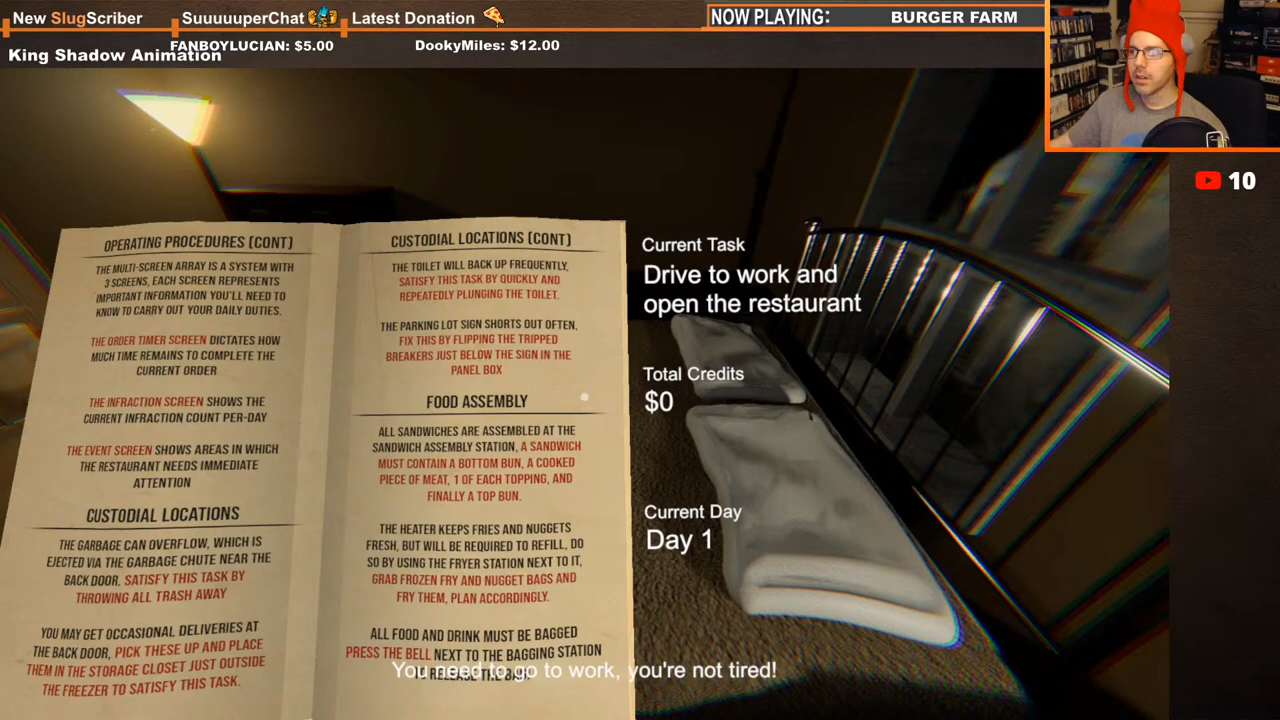 New SlugScriber
SuuuuuperChat
Latest Donation
NOW PLAYING:
BURGER FARM
King Shadow Animation
FANBOYLUCIAN: $5.00
DookyMiles: $12.00
10
OPERATING PROCEDURES (CONT)
THE MULTI-SCREEN ARRAY IS A SYSTEM WITH
3 SCREENS, EACH SCREEN REPRESENTS
IMPORTANT INFORMATION YOU'LL NEED TO
KNOW TO CARRY OUT YOUR DAILY DUTIES.
THE ORDER TIMER SCREEN DICTATES HOW
MUCH TIME REMAINS TO COMPLETE THE
CURRENT ORDER
THE INFRACTION SCREEN SHOWS THE
CURRENT INFRACTION COUNT PER-DAY
THE EVENT SCREEN SHOWS AREAS IN WHICH
THE RESTAURANT NEEDS IMMEDIATE
ATTENTION
CUSTODIAL LOCATIONS
THE GARBAGE CAN OVERFLOW, WHICH IS
EJECTED VIA THE GARBAGE CHUTE NEAR THE
BACK DOOR. SATISFY THIS TASK BY
THROWING ALL TRASH AWAY
YOU MAY GET OCCASIONAL DELIVERIES AT
THE BACK DOOR, PICK THESE UP AND PLACE
THEM IN THE STORAGE CLOSET JUST OUTSIDE
THE FREEZER TO SATISFY THIS TASK.
CUSTODIAL LOCATIONS (CONT)
THE TOILET WILL BACK UP FREQUENTLY,
SATISFY THIS TASK BY QUICKLY AND
REPEATEDLY PLUNGING THE TOILET.
THE PARKING LOT SIGN SHORTS OUT OFTEN,
FIX THIS BY FLIPPING THE TRIPPED
BREAKERS JUST BELOW THE SIGN IN THE
PANEL BOX
FOOD ASSEMBLY
ALL SANDWICHES ARE ASSEMBLED AT THE
SANDWICH ASSEMBLY STATION, A SANDWICH
MUST CONTAIN A BOTTOM BUN, A COOKED
PIECE OF MEAT, 1 OF EACH TOPPING, AND
FINALLY A TOP BUN.
THE HEATER KEEPS FRIES AND NUGGETS
FRESH, BUT WILL BE REQUIRED TO REFILL, DO
SO BY USING THE FRYER STATION NEXT TO IT,
GRAB FROZEN FRY AND NUGGET BAGS AND
FRY THEM, PLAN ACCORDINGLY.
ALL FOOD AND DRINK MUST BE BAGGED
PRESS THE BELL NEXT TO THE BAGGING STATION
TO RELEASE THE
Current Task
Drive to work and
open the restaurant
Total Credits
$0
Current Day
Day 1
You need to go to work, you're not tired!